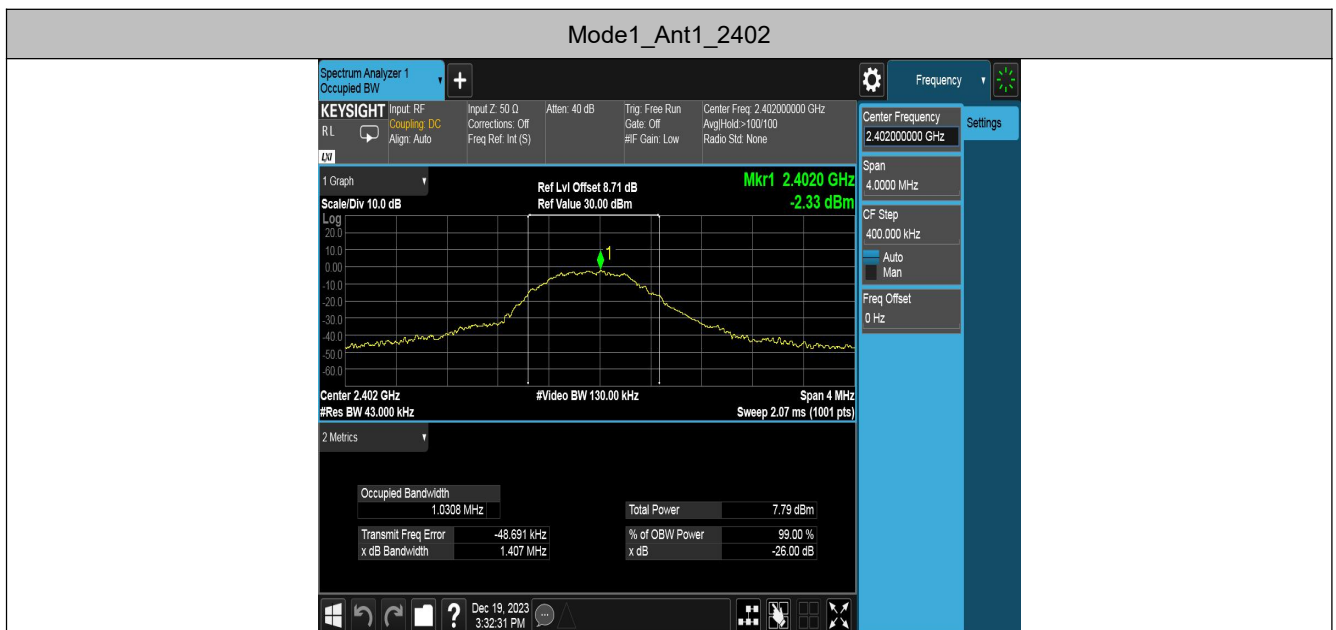 Mode1_Ant1_2402
Spectrum Analyzer 1
Occupied BW
+
Frequency
KEYSIGHT
RL
LXI
Input: RF
Coupling: DC
Align: Auto
Input Z: 50 Ω
Corrections: Off
Freq Ref: Int (S)
Atten: 40 dB
Trig: Free Run
Gate: Off
#IF Gain: Low
Center Freq: 2.402000000 GHz
Avg|Hold:>100/100
Radio Std: None
Center Frequency
2.402000000 GHz
Settings
Span
4.0000 MHz
CF Step
400.000 kHz
Auto
Man
Freq Offset
0 Hz
1 Graph
Scale/Div 10.0 dB
Ref Lvl Offset 8.71 dB
Ref Value 30.00 dBm
Mkr1 2.4020 GHz
-2.33 dBm
Log
20.0
10.0
0.00
-10.0
-20.0
-30.0
-40.0
-50.0
-60.0
1
Center 2.402 GHz
#Res BW 43.000 kHz
#Video BW 130.00 kHz
Span 4 MHz
Sweep 2.07 ms (1001 pts)
2 Metrics
Occupied Bandwidth
1.0308 MHz
Transmit Freq Error -48.691 kHz
x dB Bandwidth 1.407 MHz
Total Power 7.79 dBm
% of OBW Power 99.00 %
x dB -26.00 dB
?
Dec 19, 2023
3:32:31 PM